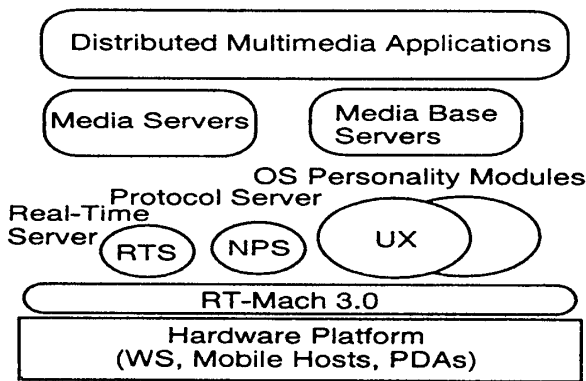 Distributed Multimedia Applications
Media Servers
Media Base
Servers
OS Personality Modules
Protocol Server
Real-Time
Server
RTS
NPS
UX
RT-Mach 3.0
Hardware Platform
(WS, Mobile Hosts, PDAs)